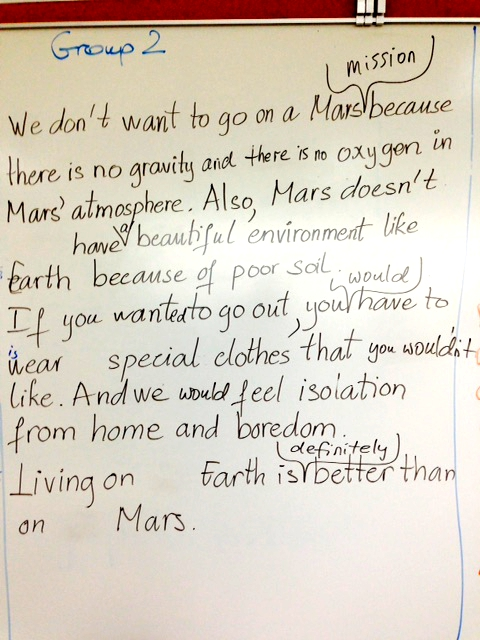 Group 2
mission
We don't want to go on a Mars because
there is no gravity and there is no oxygen in
Mars' atmosphere. Also, Mars doesn't
have a beautiful environment like
Earth because of poor soil.
would
If you wanted to go out, you have to
wear special clothes that you wouldn't
like. And we would feel isolation
from home and boredom.
definitely
Living on Earth is better than
on Mars.